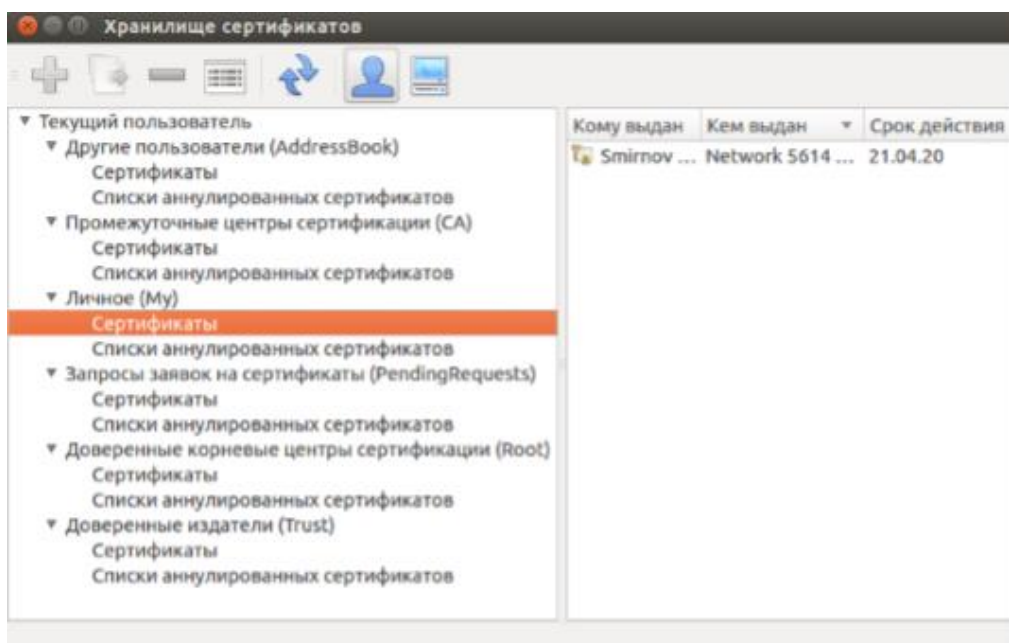 Хранилище сертификатов
Текущий пользователь
Другие пользователи (AddressBook)
Сертификаты
Списки аннулированных сертификатов
Промежуточные центры сертификации (CA)
Сертификаты
Списки аннулированных сертификатов
Личное (My)
Сертификаты
Списки аннулированных сертификатов
Запросы заявок на сертификаты (PendingRequests)
Сертификаты
Списки аннулированных сертификатов
Доверенные корневые центры сертификации (Root)
Сертификаты
Списки аннулированных сертификатов
Доверенные издатели (Trust)
Сертификаты
Списки аннулированных сертификатов
Кому выдан Кем выдан Срок действия
Smirnov ... Network 5614 ... 21.04.20